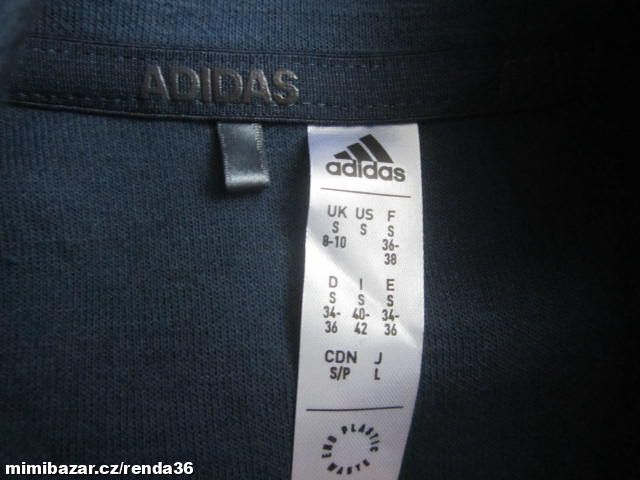 ADIDAS
adidas
UK US F
S S S
8-10 36-
38
D I E
S S S
34- 40- 34-
36 42 36
CDN J
S/P L
END PLASTIC WASTE
mimibazar.cz/renda36